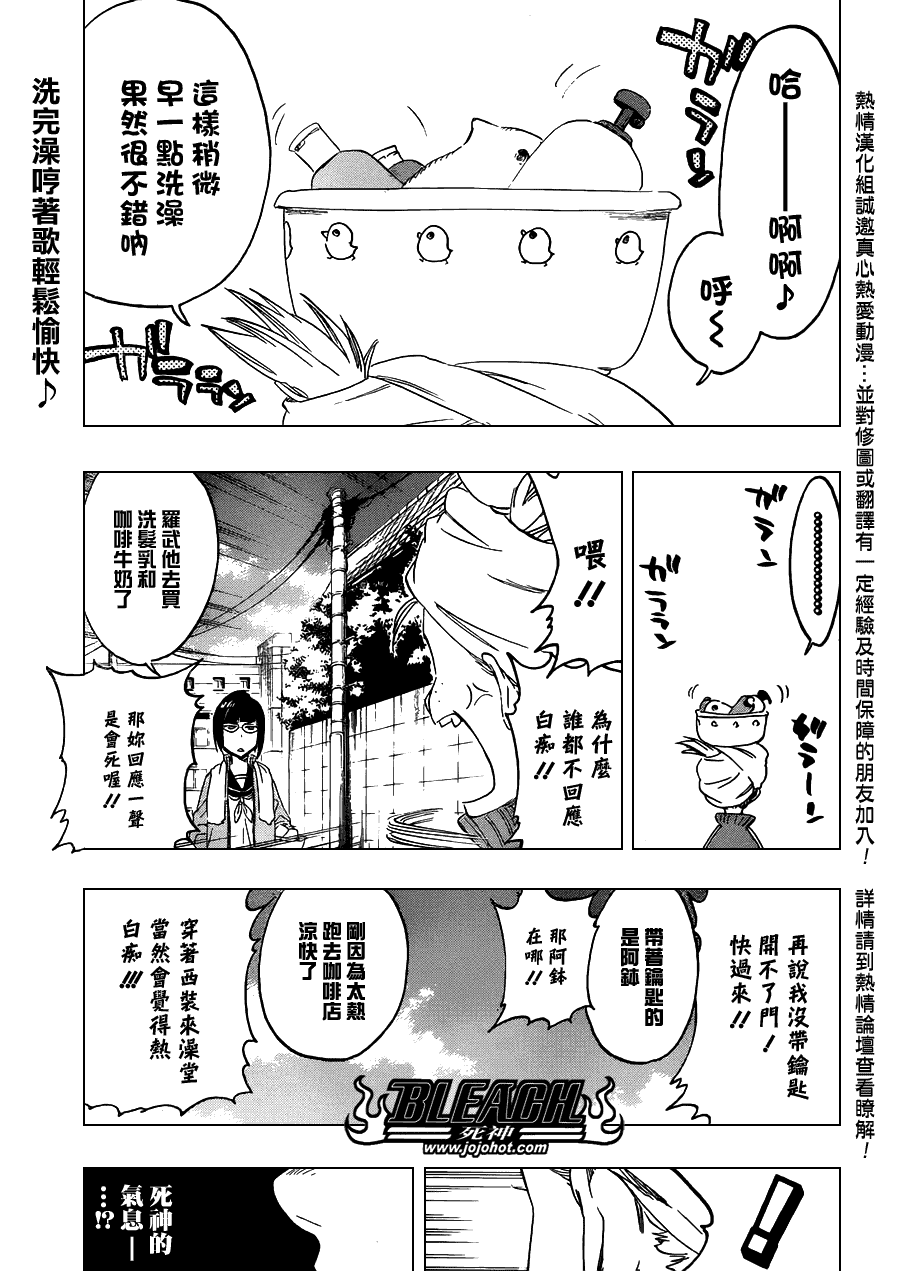 熱情漢化組誠邀真心熱愛動漫…並對修圖或翻譯有一定經驗及時間保障的朋友加入！
詳情請到熱情論壇查看瞭解！
洗完澡哼著歌輕鬆愉快♪
哈——啊啊♪
呼～
ガラン
這樣稍微
早一點洗澡
果然很不錯吶
ガラララン
………………
ガラン
ガラララン
ガラーン
喂!!
為什麼
誰都不回應
白痴!!
羅武他去買
洗髮乳和
咖啡牛奶了
那妳回應一聲
是會死喔!!
再說我沒帶鑰匙
開不了門！
快過來!!
帶著鑰匙的
是阿鉢
那阿鉢
在哪!!
剛因為太熱
跑去咖啡店
涼快了
穿著西裝來澡堂
當然會覺得熱
白痴!!!
BLEACH
死神
www.jojohot.com
！
死神的
氣息—
…!?